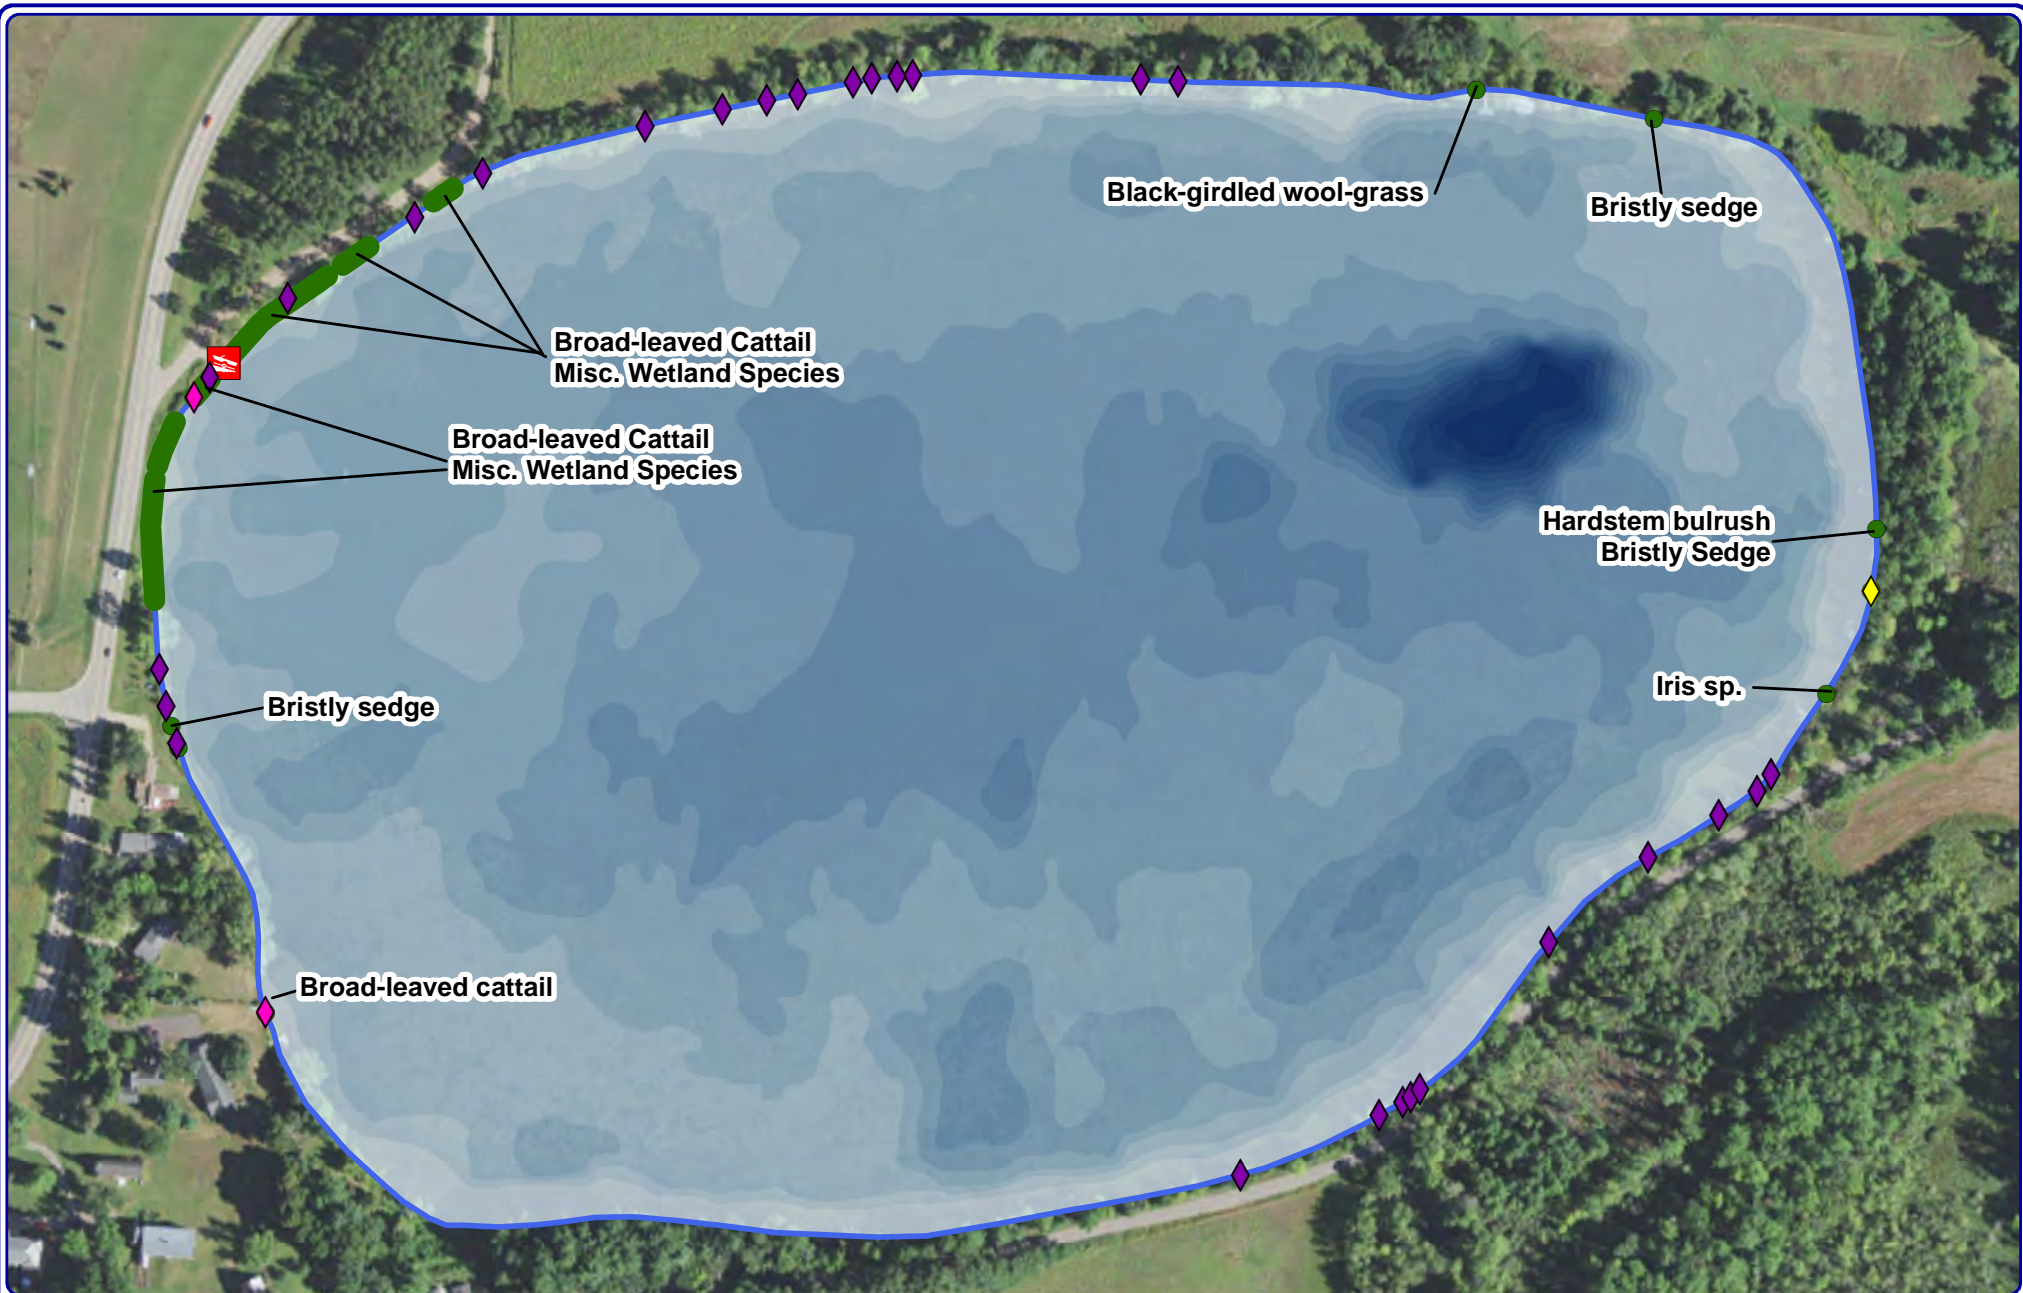 Black-girdled wool-grass
Bristly sedge
Broad-leaved Cattail
Misc. Wetland Species
Broad-leaved Cattail
Misc. Wetland Species
Hardstem bulrush
Bristly Sedge
Iris sp.
Bristly sedge
Broad-leaved cattail